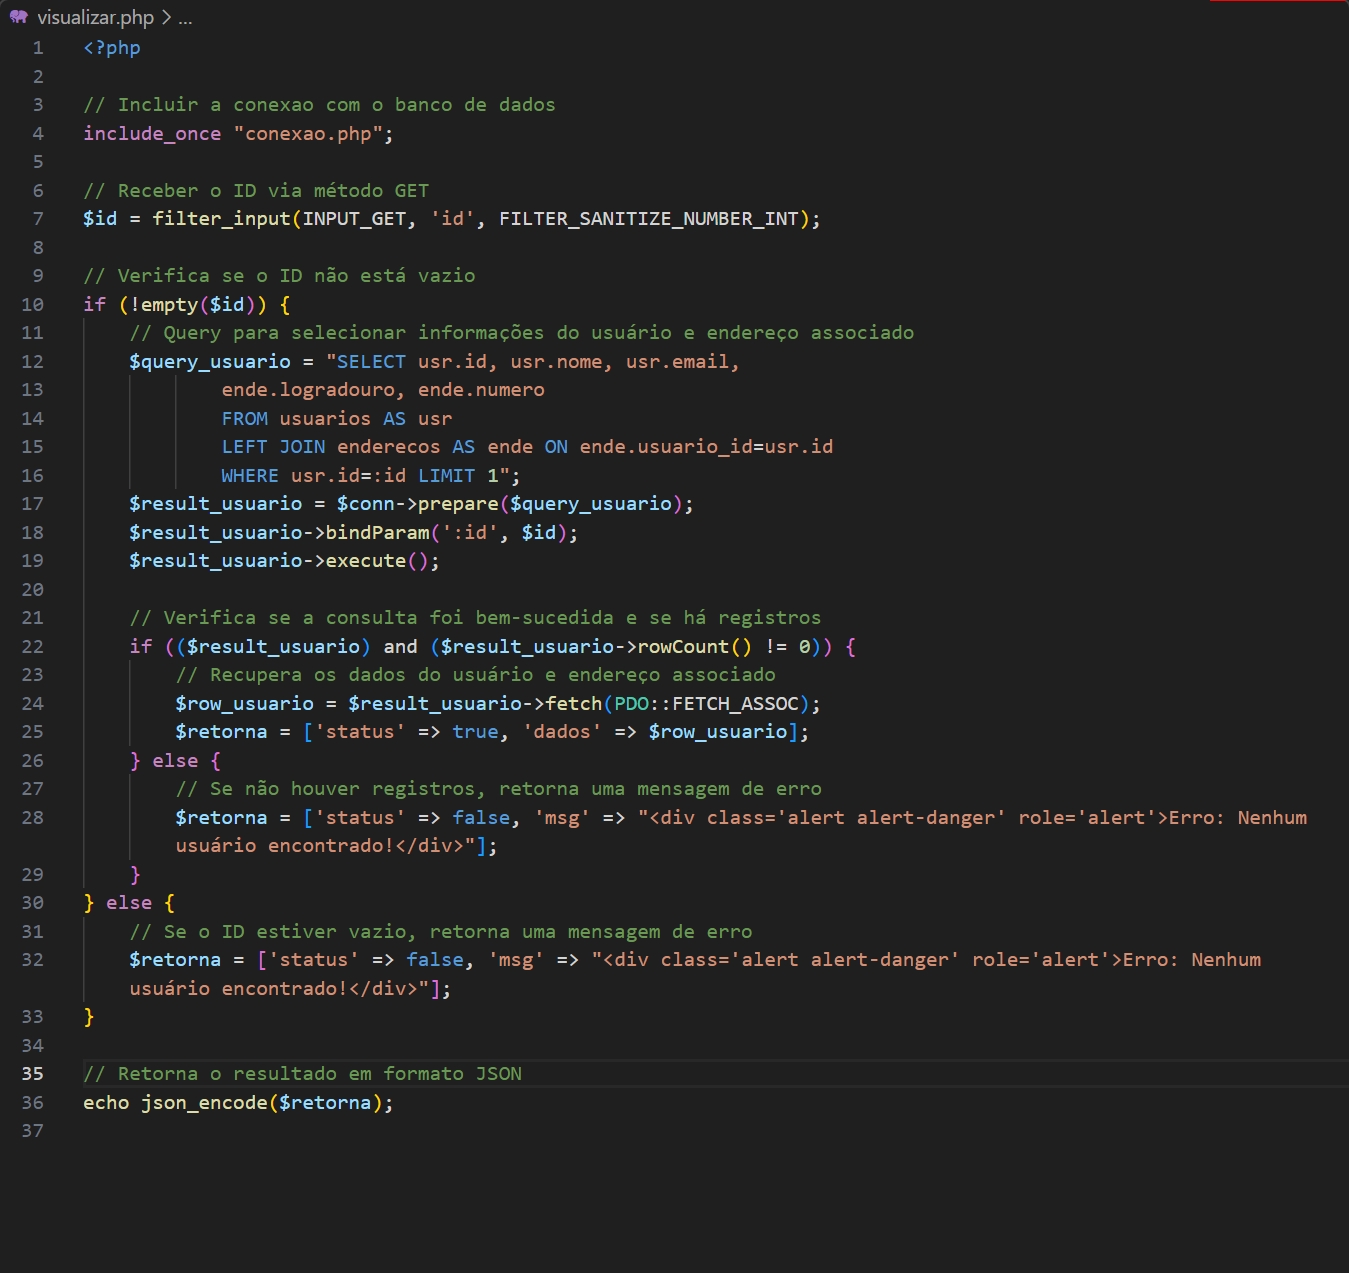 visualizar.php > ...
1 <?php
2
3 // Incluir a conexao com o banco de dados
4 include_once "conexao.php";
5
6 // Receber o ID via método GET
7 $id = filter_input(INPUT_GET, 'id', FILTER_SANITIZE_NUMBER_INT);
8
9 // Verifica se o ID não está vazio
10 if (!empty($id)) {
11     // Query para selecionar informações do usuário e endereço associado
12     $query_usuario = "SELECT usr.id, usr.nome, usr.email,
13             ende.logradouro, ende.numero
14             FROM usuarios AS usr
15             LEFT JOIN enderecos AS ende ON ende.usuario_id=usr.id
16             WHERE usr.id=:id LIMIT 1";
17     $result_usuario = $conn->prepare($query_usuario);
18     $result_usuario->bindParam(':id', $id);
19     $result_usuario->execute();
20
21     // Verifica se a consulta foi bem-sucedida e se há registros
22     if (($result_usuario) and ($result_usuario->rowCount() != 0)) {
23         // Recupera os dados do usuário e endereço associado
24         $row_usuario = $result_usuario->fetch(PDO::FETCH_ASSOC);
25         $retorna = ['status' => true, 'dados' => $row_usuario];
26     } else {
27         // Se não houver registros, retorna uma mensagem de erro
28         $retorna = ['status' => false, 'msg' => "<div class='alert alert-danger' role='alert'>Erro: Nenhum
        usuário encontrado!</div>"];
29     }
30 } else {
31     // Se o ID estiver vazio, retorna uma mensagem de erro
32     $retorna = ['status' => false, 'msg' => "<div class='alert alert-danger' role='alert'>Erro: Nenhum
    usuário encontrado!</div>"];
33 }
34
35 // Retorna o resultado em formato JSON
36 echo json_encode($retorna);
37